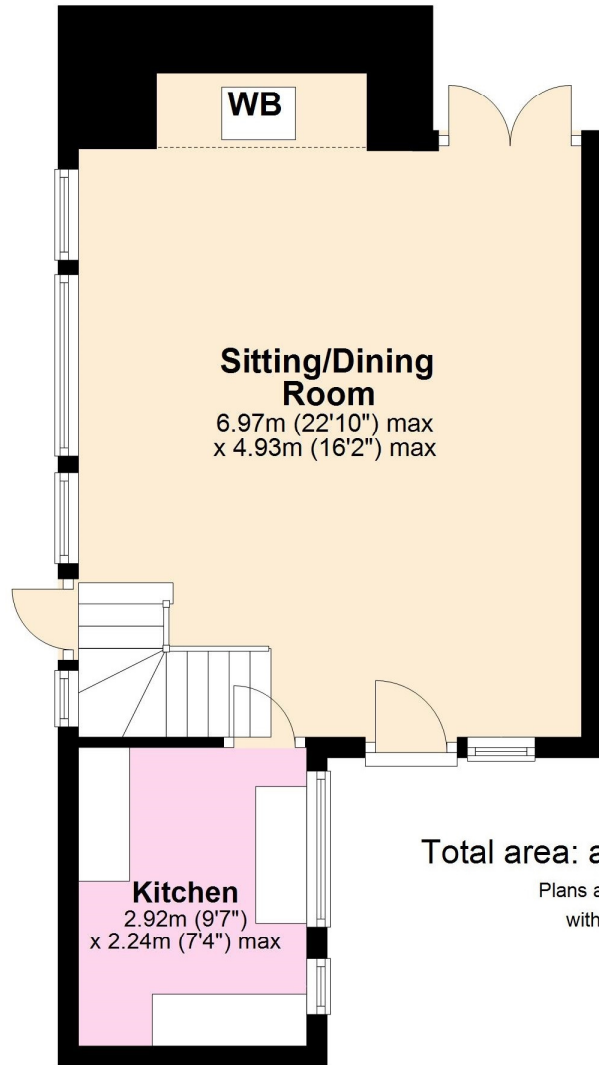 WB
Sitting/Dining
Room
6.97m (22'10") max
x 4.93m (16'2") max
Kitchen
2.92m (9'7")
x 2.24m (7'4") max
Total area: a
Plans a
with